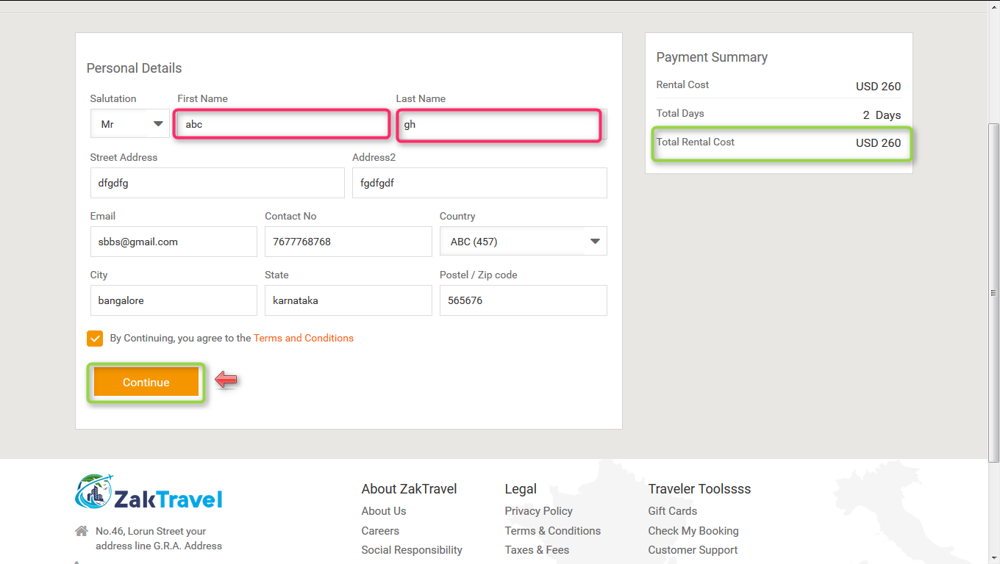 Personal Details
Salutation First Name Last Name
Mr abc gh
Street Address Address2
dfgdfg fgdfgdf
Email Contact No Country
sbbs@gmail.com 7677768768 ABC (457)
City State Postel / Zip code
bangalore karnataka 565676
By Continuing, you agree to the Terms and Conditions
Continue
Payment Summary
Rental Cost USD 260
Total Days 2 Days
Total Rental Cost USD 260
ZakTravel
No.46, Lorun Street your
address line G.R.A. Address
About ZakTravel
About Us
Careers
Social Responsibility
Legal
Privacy Policy
Terms & Conditions
Taxes & Fees
Traveler Toolssss
Gift Cards
Check My Booking
Customer Support